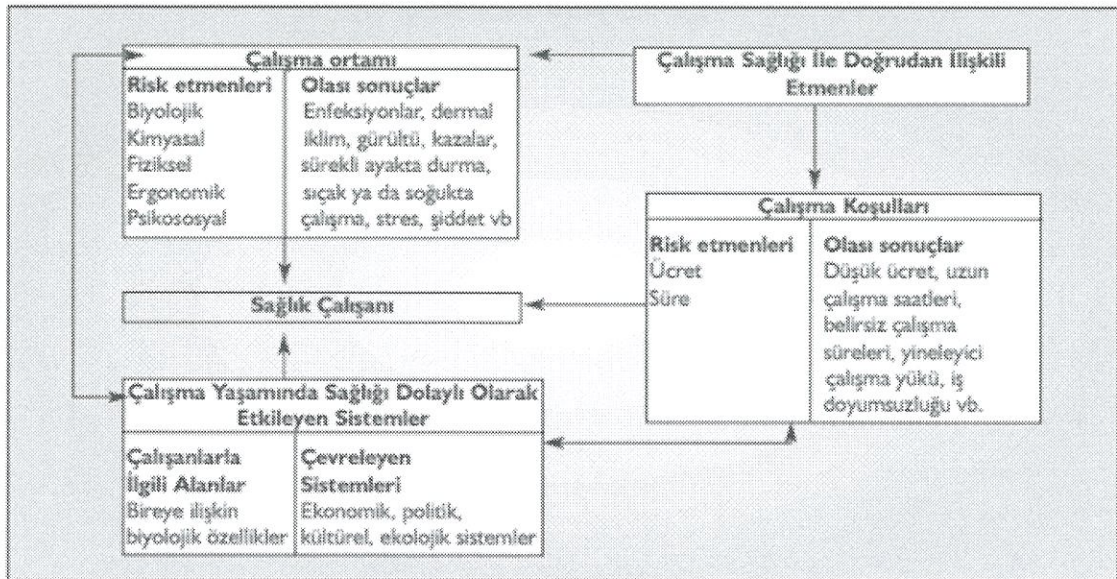 Çalışma ortamı
Risk etmenleri
Biyolojik
Kimyasal
Fiziksel
Ergonomik
Psikososyal
Olası sonuçlar
Enfeksiyonlar, dermal
iklim, gürültü, kazalar,
sürekli ayakta durma,
sıçak ya da soğukta
çalışma, stres, şiddet vb
Çalışma Sağlığı İle Doğrudan İlişkili
Etmenler
Çalışma Koşulları
Risk etmenleri
Ücret
Süre
Olası sonuçlar
Düşük ücret, uzun
çalışma saatleri,
belirsiz çalışma
süreleri, yineleyici
çalışma yükü, iş
doyumsuzluğu vb.
Sağlık Çalışanı
Çalışma Yaşamında Sağlığı Dolaylı Olarak
Etkileyen Sistemler
Çalışanlarla
İlgili Alanlar
Bireye ilişkin
biyolojik özellikler
Çevreleyen
Sistemleri
Ekonomik, politik,
kültürel, ekolojik sistemler